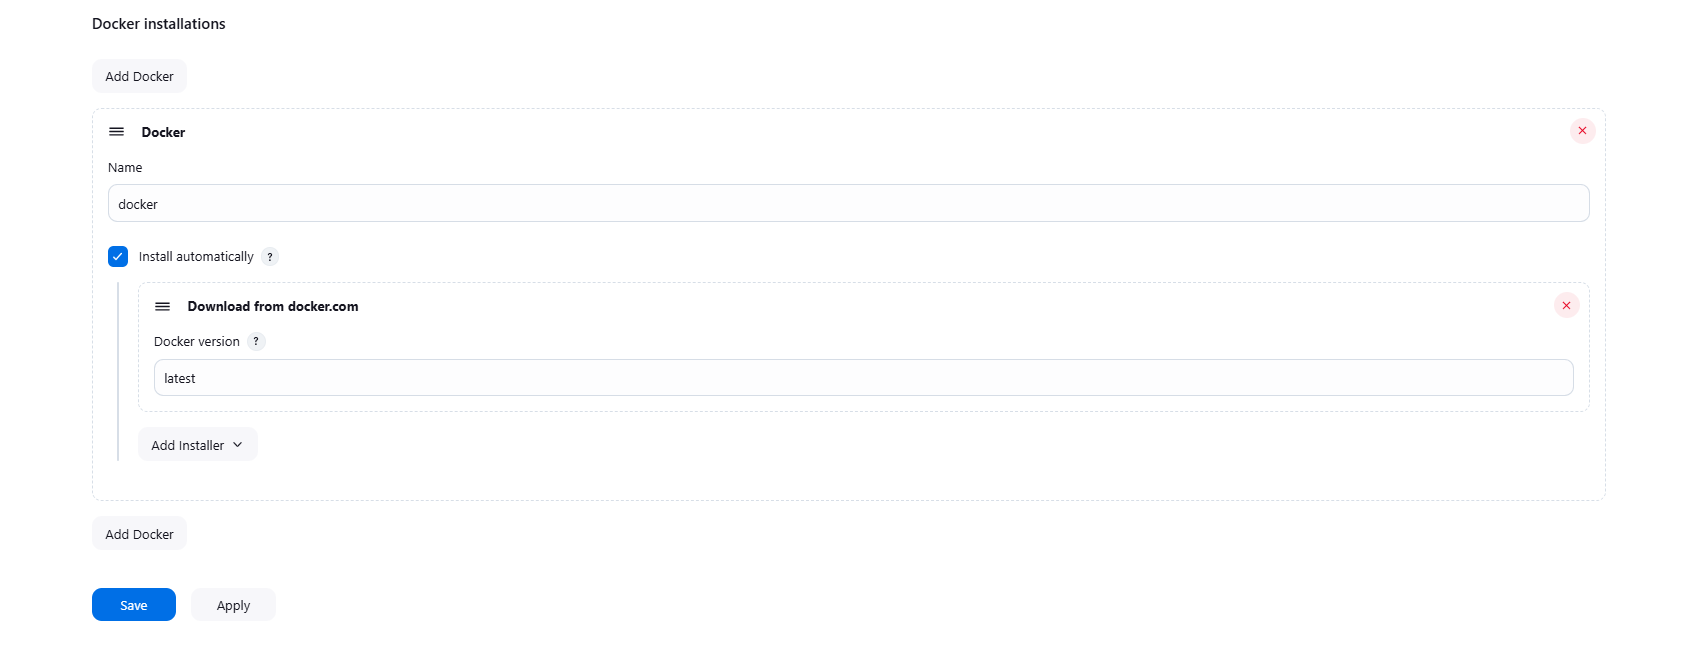 Docker installations
Add Docker
Docker
Name
docker
Install automatically ?
Download from docker.com
Docker version ?
latest
Add Installer
Add Docker
Save Apply